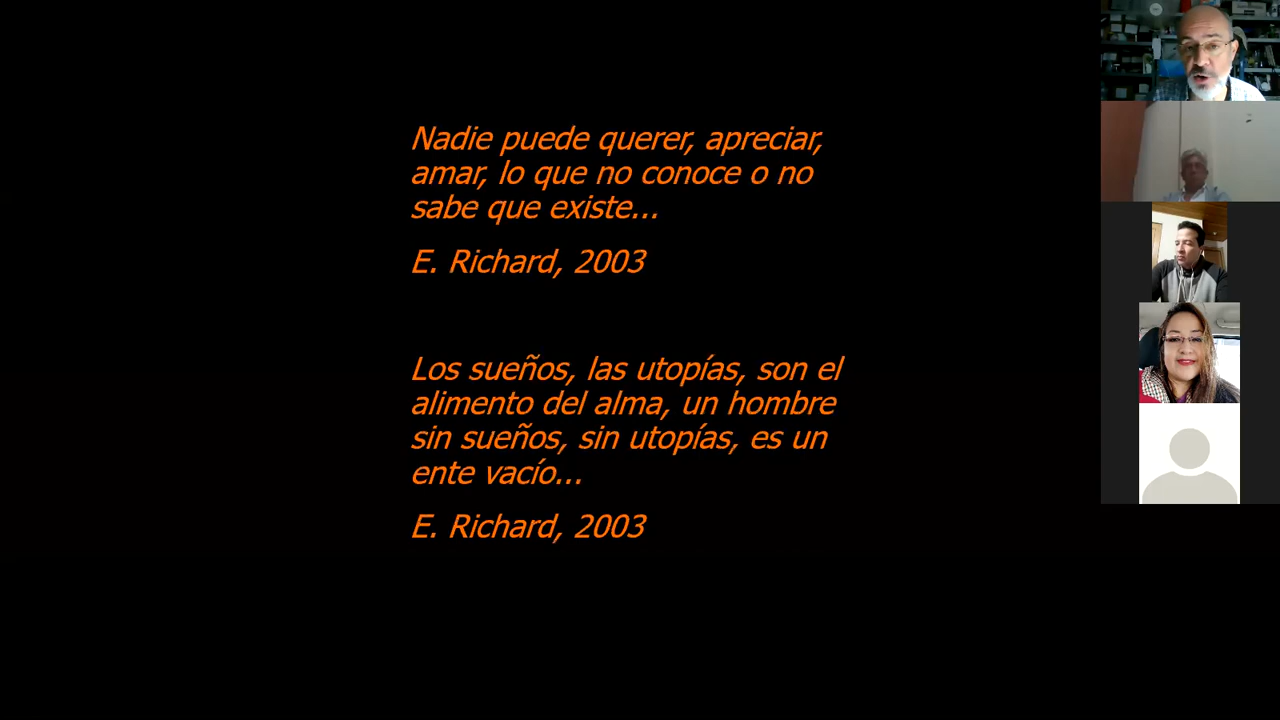 Nadie puede querer, apreciar,
amar, lo que no conoce o no
sabe que existe...
E. Richard, 2003
Los sueños, las utopías, son el
alimento del alma, un hombre
sin sueños, sin utopías, es un
ente vacío...
E. Richard, 2003